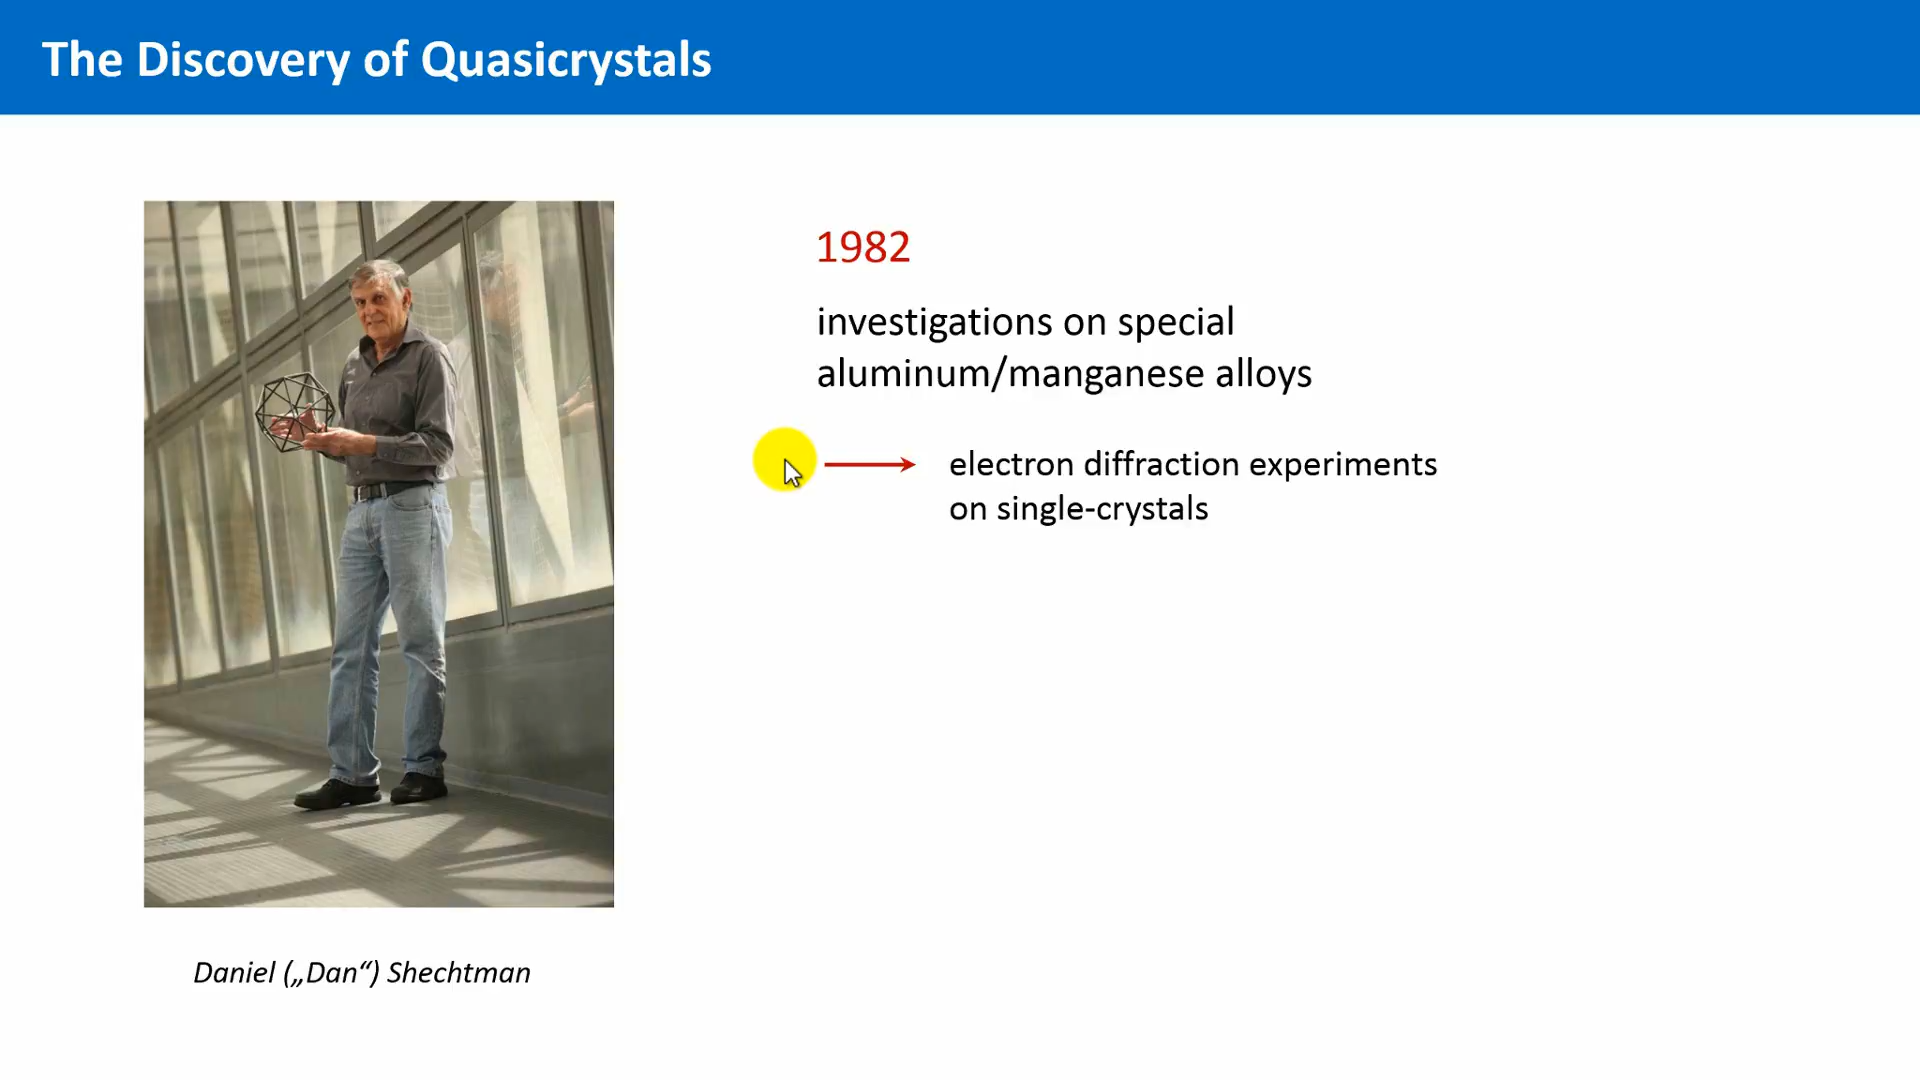 The Discovery of Quasicrystals
1982
investigations on special
aluminum/manganese alloys
electron diffraction experiments
on single-crystals
Daniel („Dan“) Shechtman